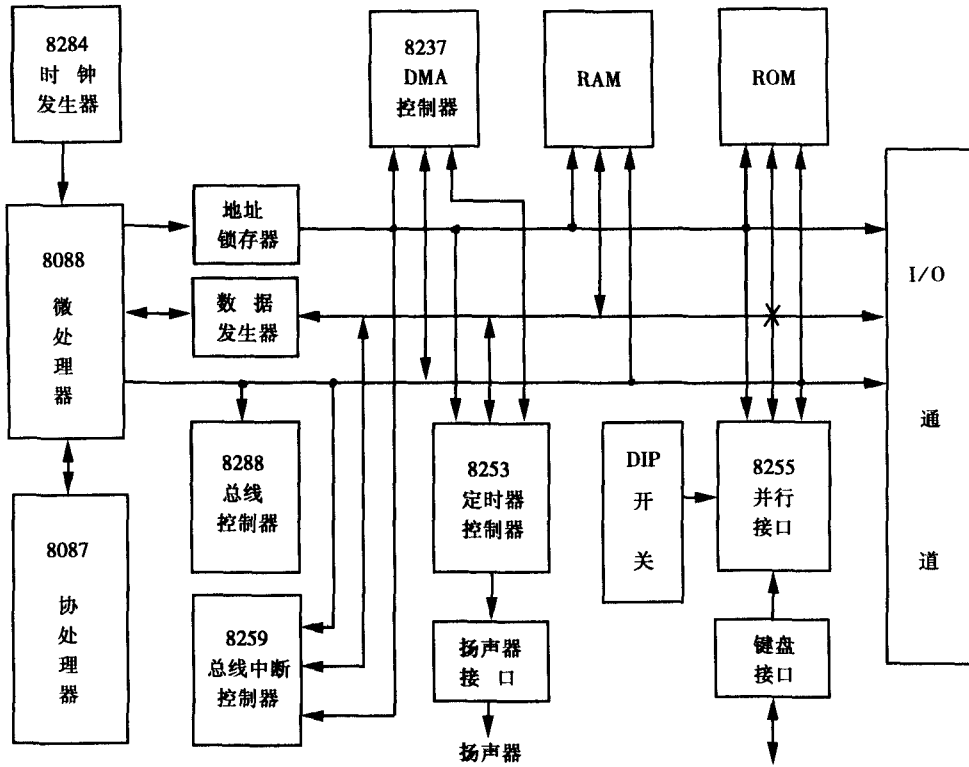 8284
时 钟
发生器
8237
DMA
控制器
RAM
ROM
地址
锁存器
8088
微
处
理
器
数 据
发生器
I/O
通
道
8288
总线
控制器
8253
定时器
控制器
DIP
开
关
8255
并行
接口
8087
协
处
理
器
8259
总线中断
控制器
扬声器
接 口
键盘
接口
扬声器